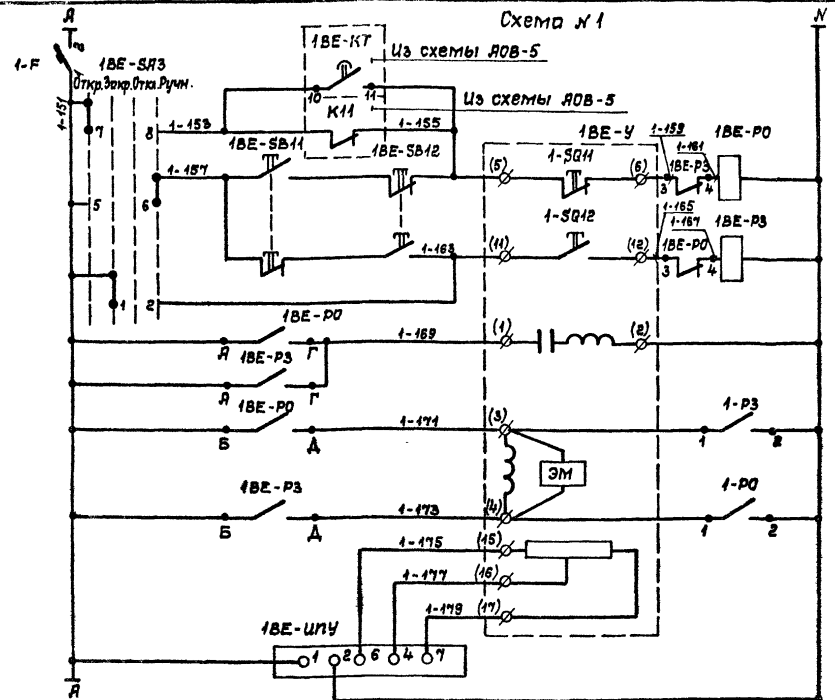 Схема N1
А
N
1-F
1ВЕ-SА3
Откр. Закр. Откл. Ручн.
1ВЕ-КТ
Из схемы АОВ-5
10
11
К11
Из схемы АОВ-5
1-151
7
8
1-153
1-155
1ВЕ-SВ11
1ВЕ-SВ12
1ВЕ-У
1-157
5
6
(5)
1-SQ11
(6)
1-159
1-161
1ВЕ-РО
3
1ВЕ-РЗ
4
1-163
(11)
1-SQ12
(12)
1-165
1-167
1ВЕ-РЗ
3
1ВЕ-РО
4
1
2
1ВЕ-РО
А
Г
1-169
(1)
(2)
1ВЕ-РЗ
А
Г
1ВЕ-РО
Б
Д
1-171
(3)
1-РЗ
1
2
ЭМ
1ВЕ-РЗ
Б
Д
1-173
(4)
1-РО
1
2
1-175
(15)
1-177
(16)
1-179
(17)
1ВЕ-ИПУ
1
2
6
4
7
А